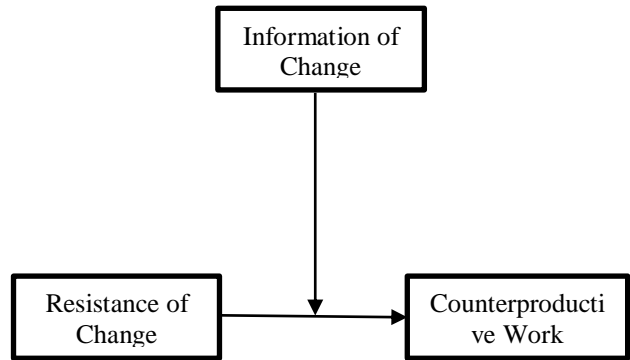 Information of
Change
Resistance of
Change
Counterproducti
ve Work